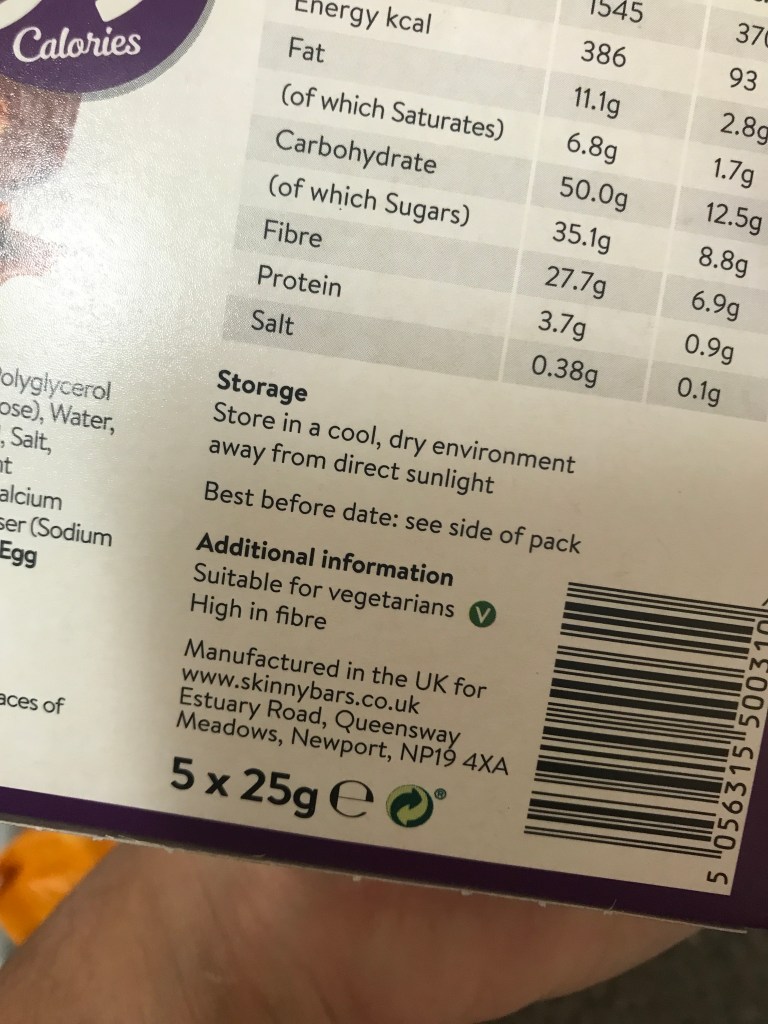 Calories
1545
Energy kcal 386 93
Fat 11.1g 2.8g
(of which Saturates) 6.8g 1.7g
Carbohydrate 50.0g 12.5g
(of which Sugars) 35.1g 8.8g
Fibre 27.7g 6.9g
Protein 3.7g 0.9g
Salt 0.38g 0.1g
olyglycerol
ose), Water,
, Salt,
nt
alcium
ser (Sodium
Egg
aces of
Storage
Store in a cool, dry environment
away from direct sunlight
Best before date: see side of pack
Additional information
Suitable for vegetarians V
High in fibre
Manufactured in the UK for
www.skinnybars.co.uk
Estuary Road, Queensway
Meadows, Newport, NP19 4XA
5 x 25g e ®
5 056315 500310